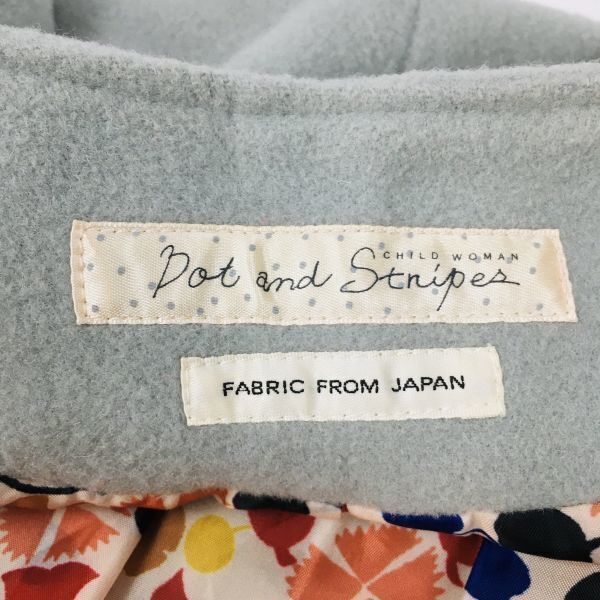 CHILD WOMAN
Dot and Stripes
FABRIC FROM JAPAN